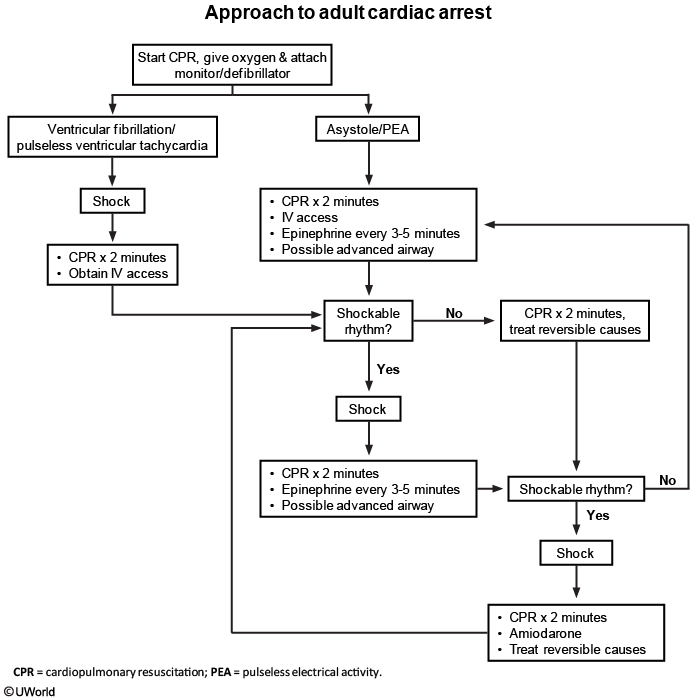 Approach to adult cardiac arrest
Start CPR, give oxygen & attach
monitor/defibrillator
Ventricular fibrillation/
pulseless ventricular tachycardia
Asystole/PEA
Shock
• CPR x 2 minutes
• IV access
• Epinephrine every 3-5 minutes
• Possible advanced airway
• CPR x 2 minutes
• Obtain IV access
Shockable
rhythm?
No
CPR x 2 minutes,
treat reversible causes
Yes
Shock
• CPR x 2 minutes
• Epinephrine every 3-5 minutes
• Possible advanced airway
Shockable rhythm?
No
Yes
Shock
• CPR x 2 minutes
• Amiodarone
• Treat reversible causes
CPR = cardiopulmonary resuscitation; PEA = pulseless electrical activity.
©UWorld